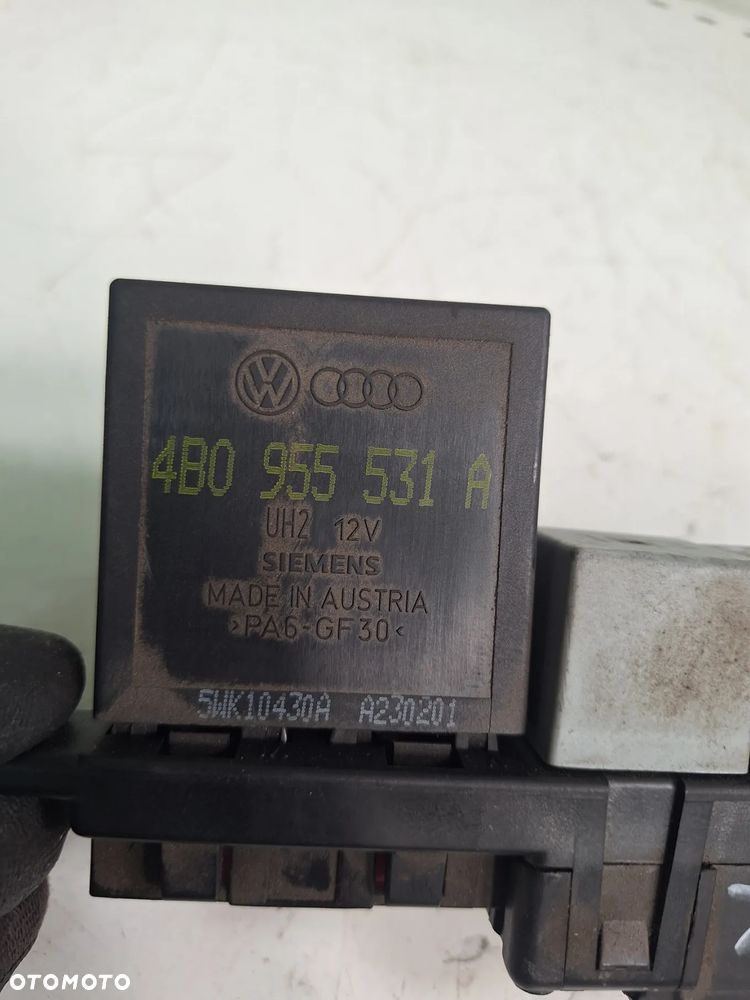 4B0 955 531 A
UH2 12V
SIEMENS
MADE IN AUSTRIA
>PA6-GF30<
5WK10430A A230201
OTOMOTO